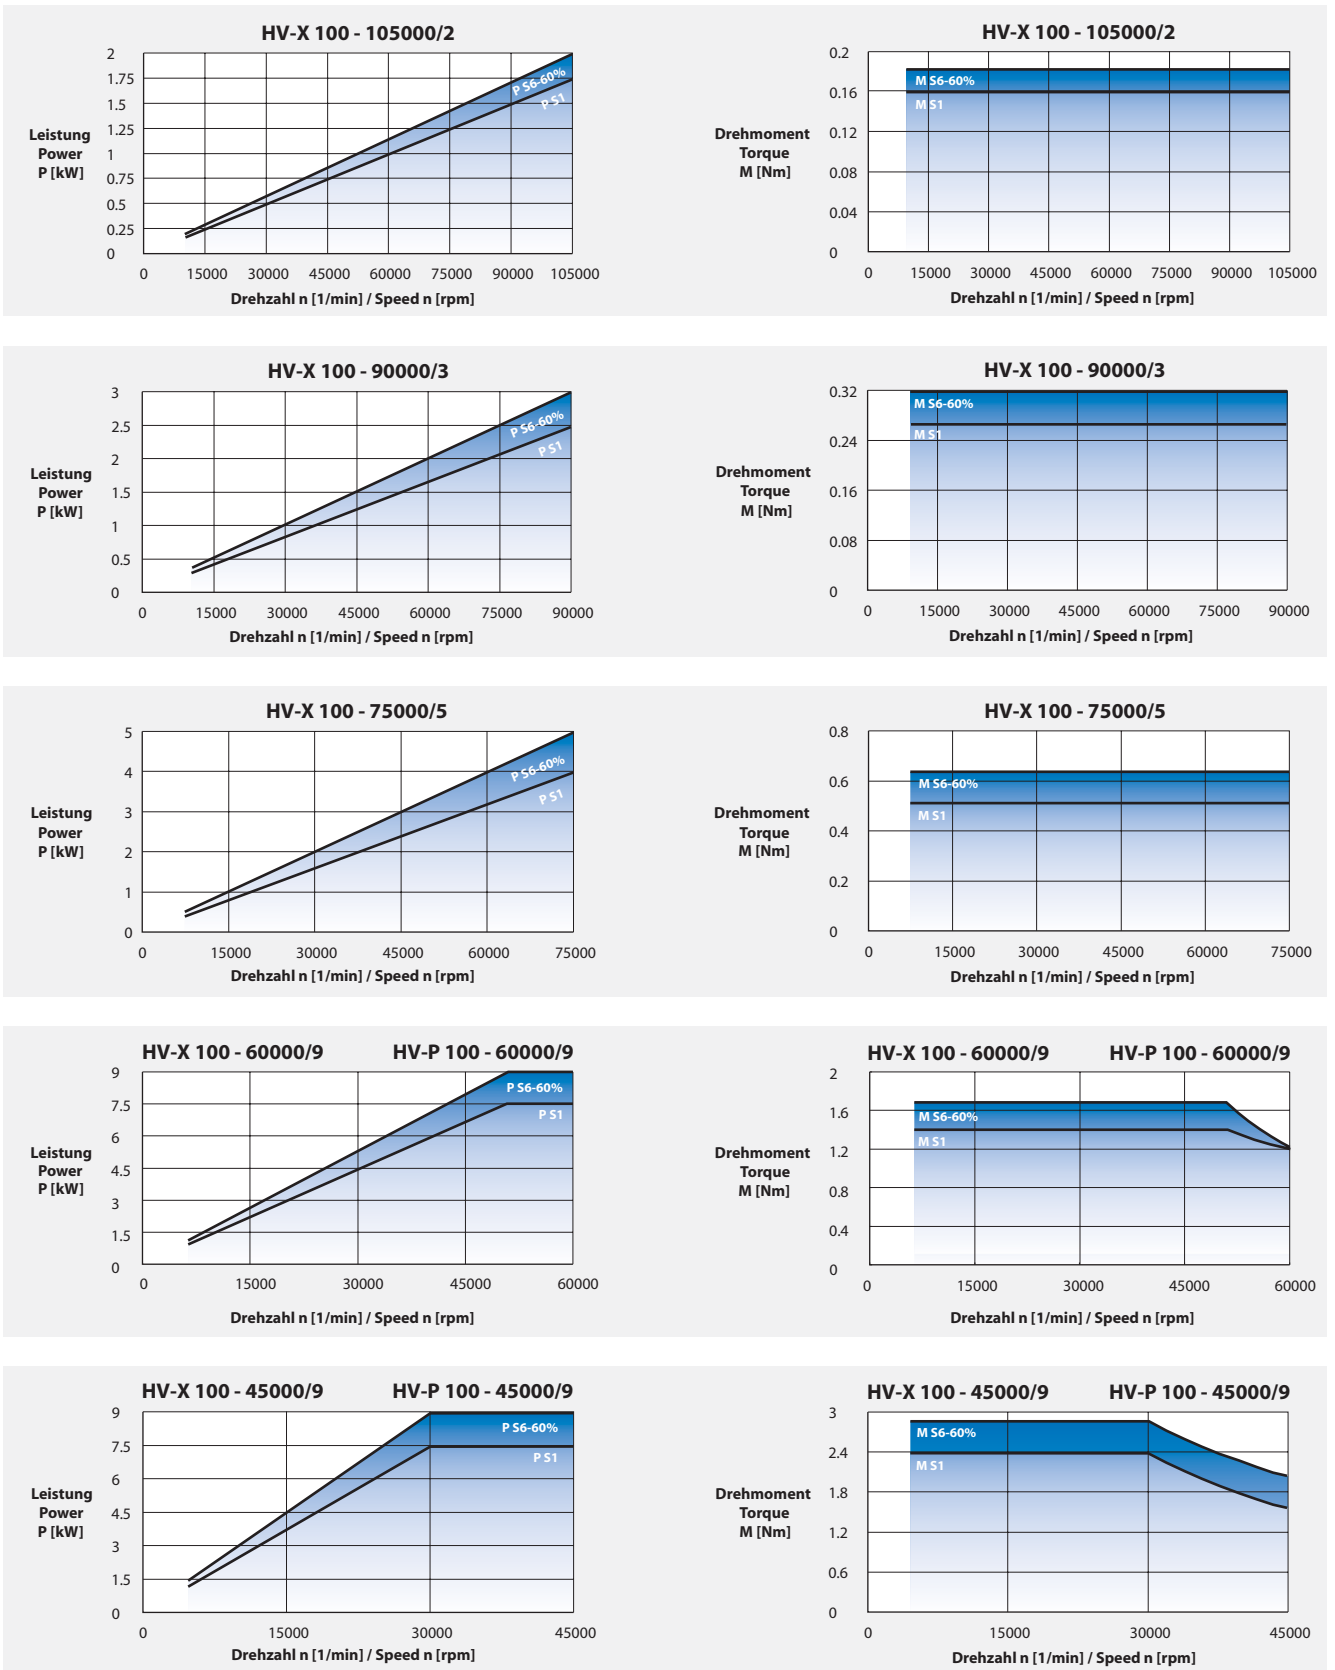 HV-X 100 - 105000/2
2
1.75
1.5
1.25
1
0.75
0.5
0.25
0
Leistung
Power
P [kW]
P S6-60%
P S1
0 15000 30000 45000 60000 75000 90000 105000
Drehzahl n [1/min] / Speed n [rpm]
HV-X 100 - 105000/2
0.2
0.16
0.12
0.08
0.04
0
Drehmoment
Torque
M [Nm]
M S6-60%
M S1
0 15000 30000 45000 60000 75000 90000 105000
Drehzahl n [1/min] / Speed n [rpm]
HV-X 100 - 90000/3
3
2.5
2
1.5
1
0.5
0
Leistung
Power
P [kW]
P S6-60%
P S1
0 15000 30000 45000 60000 75000 90000
Drehzahl n [1/min] / Speed n [rpm]
HV-X 100 - 90000/3
0.32
0.24
0.16
0.08
0
Drehmoment
Torque
M [Nm]
M S6-60%
M S1
0 15000 30000 45000 60000 75000 90000
Drehzahl n [1/min] / Speed n [rpm]
HV-X 100 - 75000/5
5
4
3
2
1
0
Leistung
Power
P [kW]
P S6-60%
P S1
0 15000 30000 45000 60000 75000
Drehzahl n [1/min] / Speed n [rpm]
HV-X 100 - 75000/5
0.8
0.6
0.4
0.2
0
Drehmoment
Torque
M [Nm]
M S6-60%
M S1
0 15000 30000 45000 60000 75000
Drehzahl n [1/min] / Speed n [rpm]
HV-X 100 - 60000/9 HV-P 100 - 60000/9
9
7.5
6
4.5
3
1.5
0
Leistung
Power
P [kW]
P S6-60%
P S1
0 15000 30000 45000 60000
Drehzahl n [1/min] / Speed n [rpm]
HV-X 100 - 60000/9 HV-P 100 - 60000/9
2
1.6
1.2
0.8
0.4
0
Drehmoment
Torque
M [Nm]
M S6-60%
M S1
0 15000 30000 45000 60000
Drehzahl n [1/min] / Speed n [rpm]
HV-X 100 - 45000/9 HV-P 100 - 45000/9
9
7.5
6
4.5
3
1.5
0
Leistung
Power
P [kW]
P S6-60%
P S1
0 15000 30000 45000
Drehzahl n [1/min] / Speed n [rpm]
HV-X 100 - 45000/9 HV-P 100 - 45000/9
3
2.4
1.8
1.2
0.6
0
Drehmoment
Torque
M [Nm]
M S6-60%
M S1
0 15000 30000 45000
Drehzahl n [1/min] / Speed n [rpm]